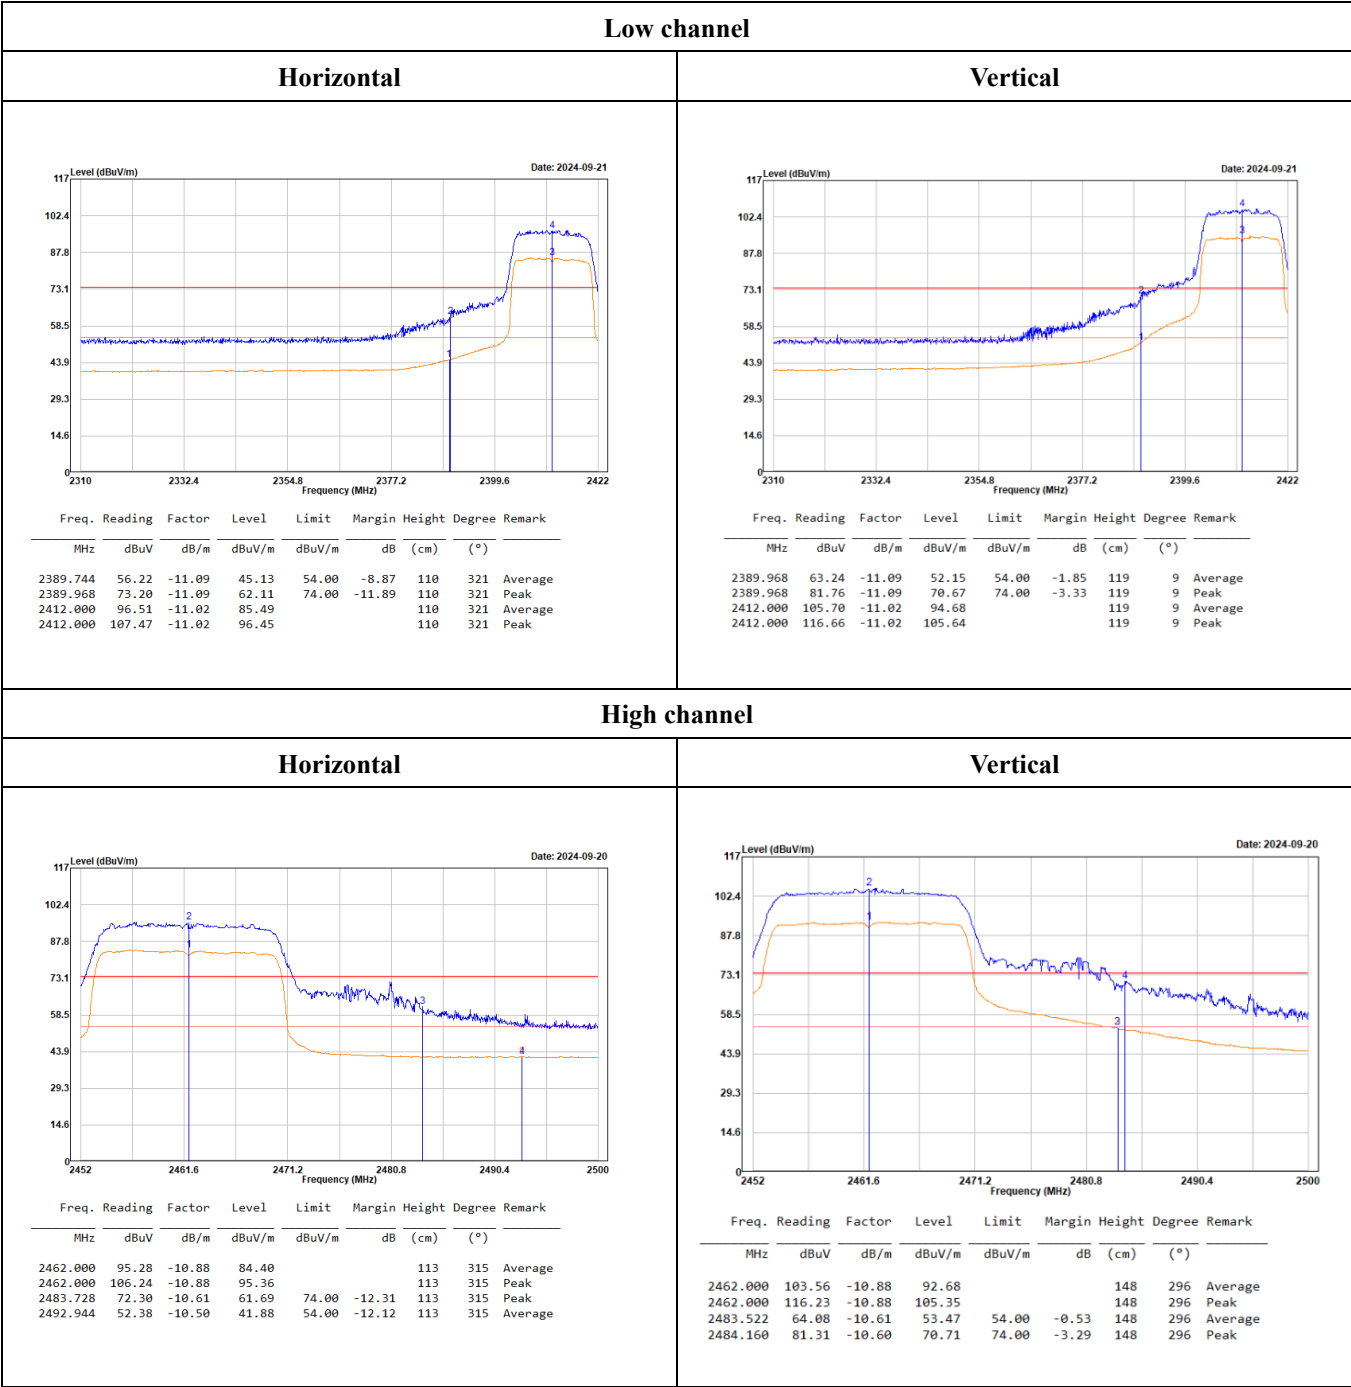 Low channel
Horizontal Vertical
Level (dBuV/m) Date: 2024-09-21
117
102.4
4
87.8
3
73.1
2
58.5
1
43.9
29.3
14.6
0
2310 2332.4 2354.8 2377.2 2399.6 2422
Frequency (MHz)
Freq. Reading Factor Level Limit Margin Height Degree Remark
MHz dBuV dB/m dBuV/m dBuV/m dB (cm) (°)
2389.744 56.22 -11.09 45.13 54.00 -8.87 110 321 Average
2389.968 73.20 -11.09 62.11 74.00 -11.89 110 321 Peak
2412.000 96.51 -11.02 85.49 110 321 Average
2412.000 107.47 -11.02 96.45 110 321 Peak
Level (dBuV/m) Date: 2024-09-21
117
4
102.4
3
87.8
73.1
2
58.5
1
43.9
29.3
14.6
0
2310 2332.4 2354.8 2377.2 2399.6 2422
Frequency (MHz)
Freq. Reading Factor Level Limit Margin Height Degree Remark
MHz dBuV dB/m dBuV/m dBuV/m dB (cm) (°)
2389.968 63.24 -11.09 52.15 54.00 -1.85 119 9 Average
2389.968 81.76 -11.09 70.67 74.00 -3.33 119 9 Peak
2412.000 105.70 -11.02 94.68 119 9 Average
2412.000 116.66 -11.02 105.64 119 9 Peak
High channel
Horizontal Vertical
Level (dBuV/m) Date: 2024-09-20
117
102.4
2
87.8
1
73.1
3
58.5
43.9
4
29.3
14.6
0
2452 2461.6 2471.2 2480.8 2490.4 2500
Frequency (MHz)
Freq. Reading Factor Level Limit Margin Height Degree Remark
MHz dBuV dB/m dBuV/m dBuV/m dB (cm) (°)
2462.000 95.28 -10.88 84.40 113 315 Average
2462.000 106.24 -10.88 95.36 113 315 Peak
2483.728 72.30 -10.61 61.69 74.00 -12.31 113 315 Peak
2492.944 52.38 -10.50 41.88 54.00 -12.12 113 315 Average
Level (dBuV/m) Date: 2024-09-20
117
2
102.4
1
87.8
73.1
4
58.5
3
43.9
29.3
14.6
0
2452 2461.6 2471.2 2480.8 2490.4 2500
Frequency (MHz)
Freq. Reading Factor Level Limit Margin Height Degree Remark
MHz dBuV dB/m dBuV/m dBuV/m dB (cm) (°)
2462.000 103.56 -10.88 92.68 148 296 Average
2462.000 116.23 -10.88 105.35 148 296 Peak
2483.522 64.08 -10.61 53.47 54.00 -0.53 148 296 Average
2484.160 81.31 -10.60 70.71 74.00 -3.29 148 296 Peak